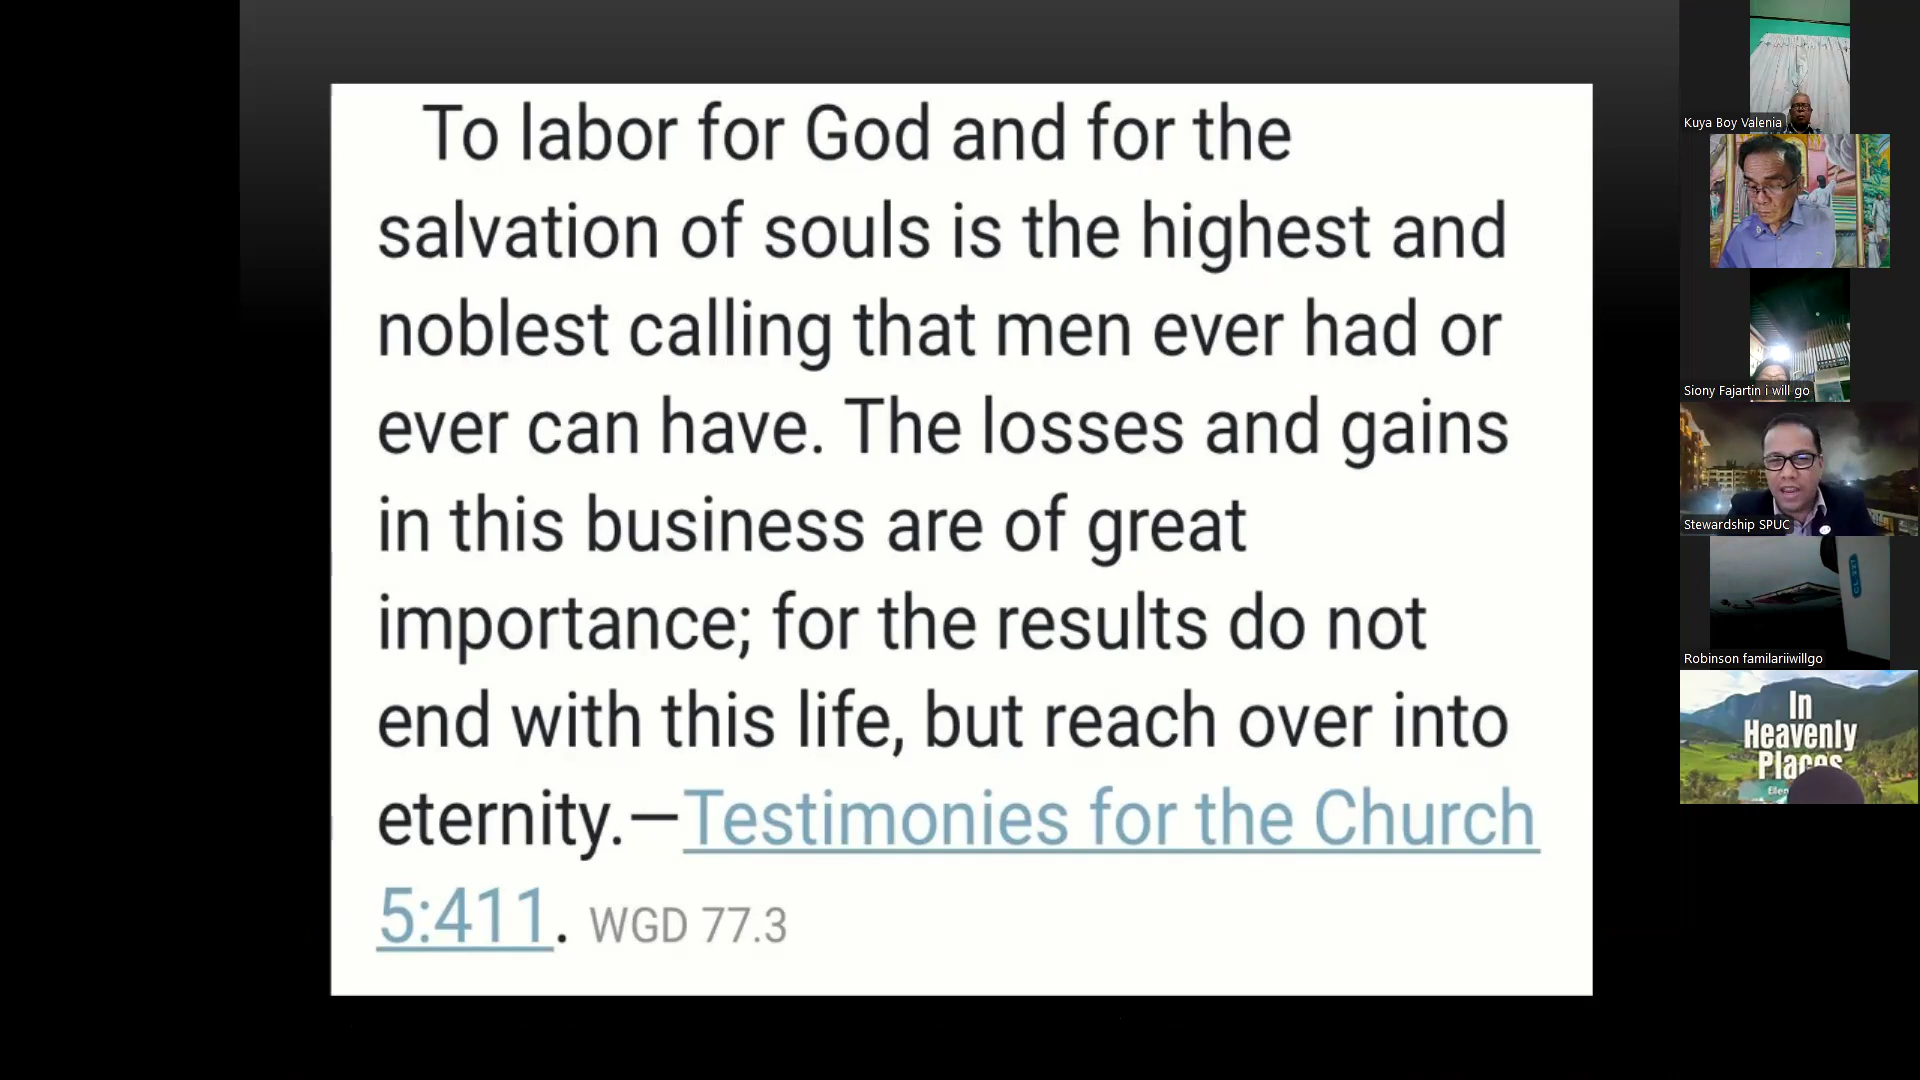 To labor for God and for the
salvation of souls is the highest and
noblest calling that men ever had or
ever can have. The losses and gains
in this business are of great
importance; for the results do not
end with this life, but reach over into
eternity.—Testimonies for the Church
5:411. WGD 77.3
Kuya Boy Valenia
Siony Fajartin i will go
Stewardship SPUC
Robinson familariiwillgo
In
Heavenly
Places